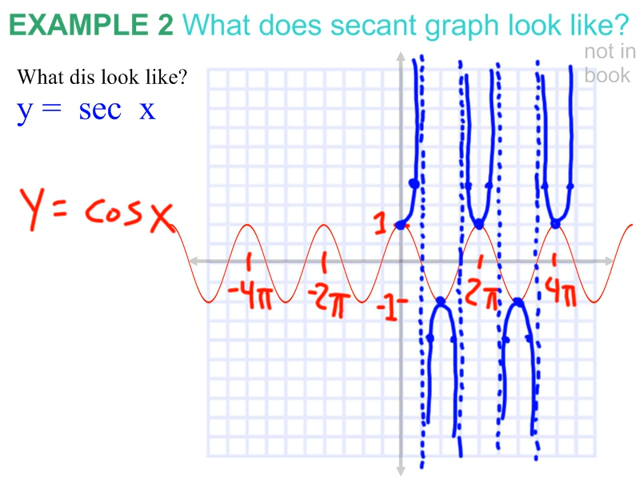 EXAMPLE 2 What does secant graph look like?
not in
book
What dis look like?
y = sec x
Y = cosx
1
-4π
-2π
-1
2π
4π